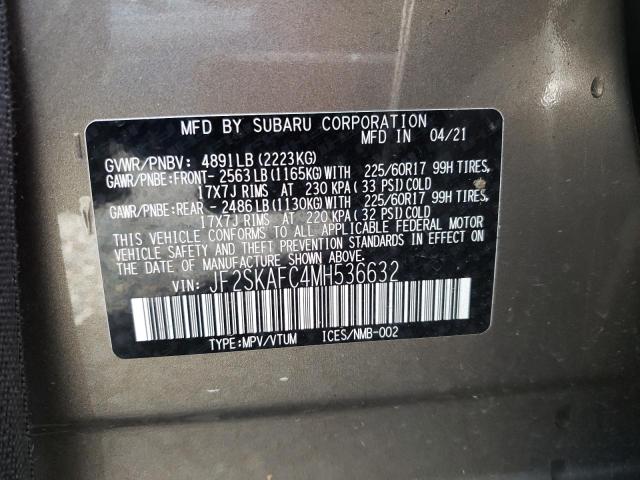 MFD BY SUBARU CORPORATION
MFD IN 04/21
GVWR/PNBV: 4891LB(2223KG)
GAWR/PNBE:FRONT- 2563LB(1165KG)WITH 225/60R17 99H TIRES,
17X7J RIMS AT 230 KPA(33 PSI)COLD
GAWR/PNBE:REAR - 2486LB(1130KG)WITH 225/60R17 99H TIRES,
17X7J RIMS AT 220 KPA(32 PSI)COLD
THIS VEHICLE CONFORMS TO ALL APPLICABLE FEDERAL MOTOR
VEHICLE SAFETY AND THEFT PREVENTION STANDARDS IN EFFECT
ON THE DATE OF MANUFACTURE SHOWN ABOVE.
VIN: JF2SKAFC4MH536632
TYPE:MPV/VTUM ICES/NMB-002